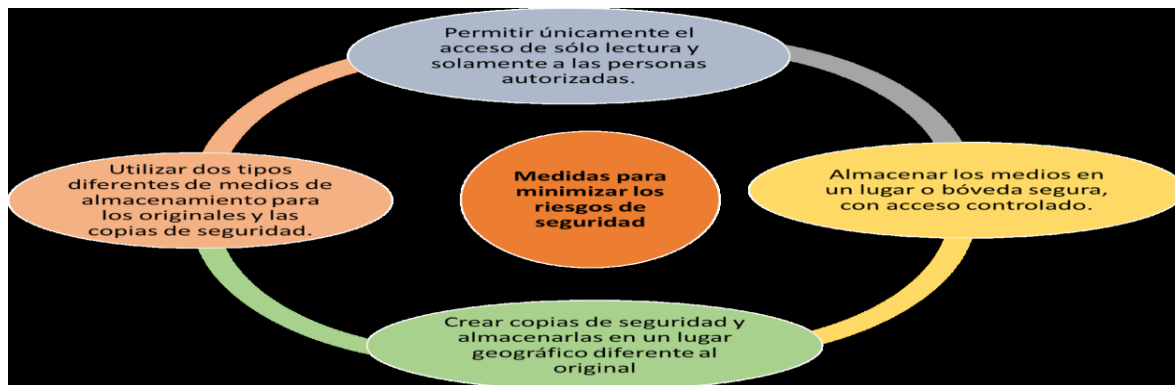 Permitir únicamente el
acceso de sólo lectura y
solamente a las personas
autorizadas.
Utilizar dos tipos
diferentes de medios de
almacenamiento para
los originales y las
copias de seguridad.
Medidas para
minimizar los
riesgos de
seguridad
Almacenar los medios en
un lugar o bóveda segura,
con acceso controlado.
Crear copias de seguridad y
almacenarlas en un lugar
geográfico diferente al
original